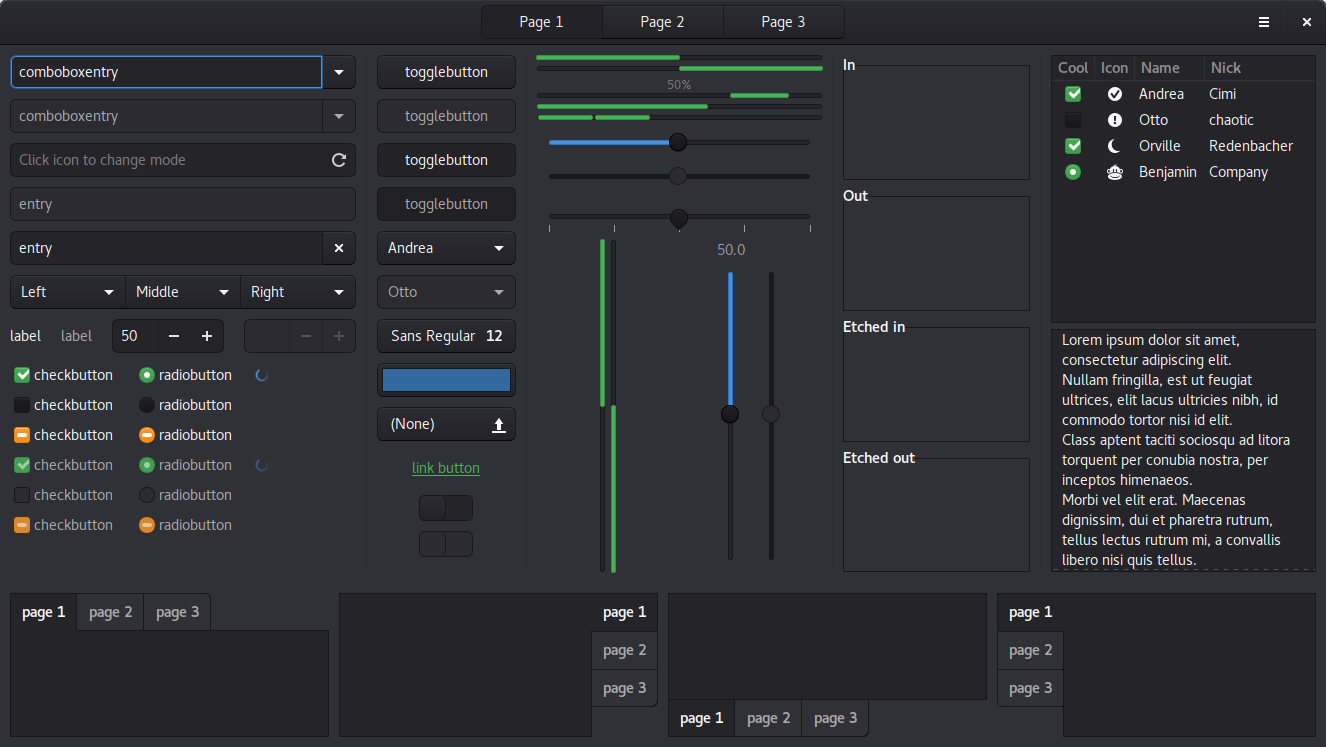 Page 1 Page 2 Page 3
comboboxentry
comboboxentry
Click icon to change mode
entry
entry
Left Middle Right
label label 50
checkbutton radiobutton
checkbutton radiobutton
checkbutton radiobutton
checkbutton radiobutton
checkbutton radiobutton
checkbutton radiobutton
togglebutton
togglebutton
togglebutton
togglebutton
Andrea
Otto
Sans Regular 12
(None)
link button
50%
50.0
In
Out
Etched in
Etched out
Cool Icon Name Nick
Andrea Cimi
Otto chaotic
Orville Redenbacher
Benjamin Company
Lorem ipsum dolor sit amet,
consectetur adipiscing elit.
Nullam fringilla, est ut feugiat
ultrices, elit lacus ultricies nibh, id
commodo tortor nisi id elit.
Class aptent taciti sociosqu ad litora
torquent per conubia nostra, per
inceptos himenaeos.
Morbi vel elit erat. Maecenas
dignissim, dui et pharetra rutrum,
tellus lectus rutrum mi, a convallis
libero nisi quis tellus.
page 1 page 2 page 3
page 1
page 2
page 3
page 1 page 2 page 3
page 1
page 2
page 3